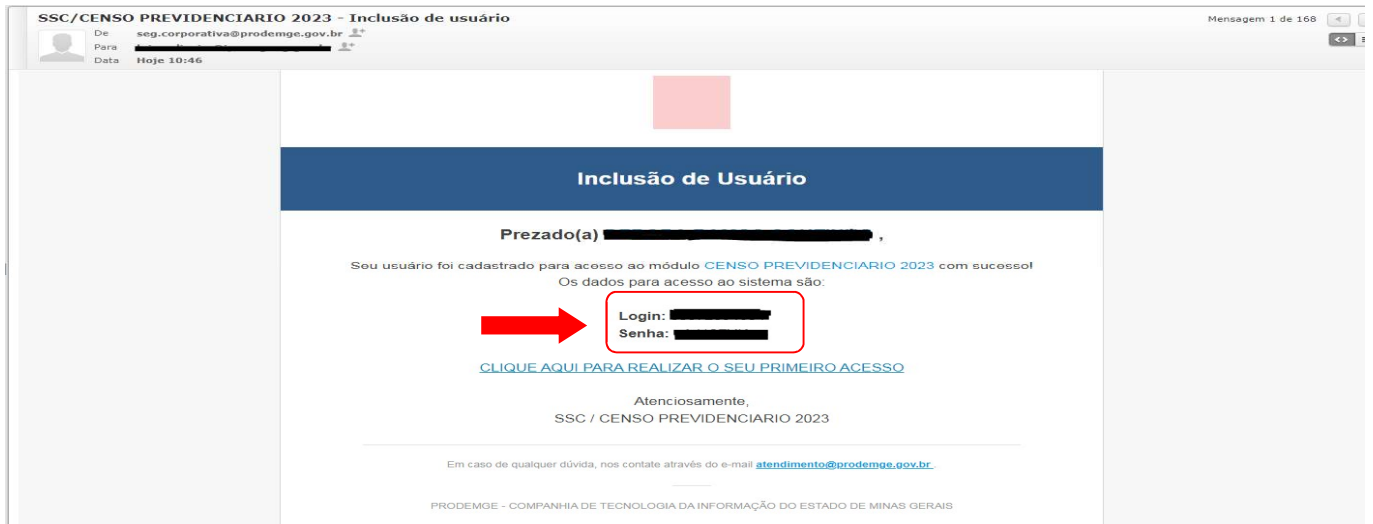 SSC/CENSO PREVIDENCIARIO 2023 - Inclusão de usuário
Mensagem 1 de 168
De seg.corporativa@prodemge.gov.br
Para
Data Hoje 10:46
Inclusão de Usuário
Prezado(a) ,
Seu usuário foi cadastrado para acesso ao módulo CENSO PREVIDENCIARIO 2023 com sucesso!
Os dados para acesso ao sistema são:
Login:
Senha:
CLIQUE AQUI PARA REALIZAR O SEU PRIMEIRO ACESSO
Atenciosamente,
SSC / CENSO PREVIDENCIARIO 2023
Em caso de qualquer dúvida, nos contate através do e-mail atendimento@prodemge.gov.br.
PRODEMGE - COMPANHIA DE TECNOLOGIA DA INFORMAÇÃO DO ESTADO DE MINAS GERAIS